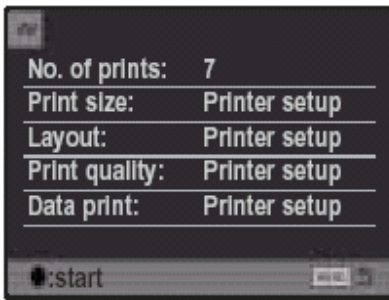 No. of prints: 7
Print size: Printer setup
Layout: Printer setup
Print quality: Printer setup
Data print: Printer setup
:start